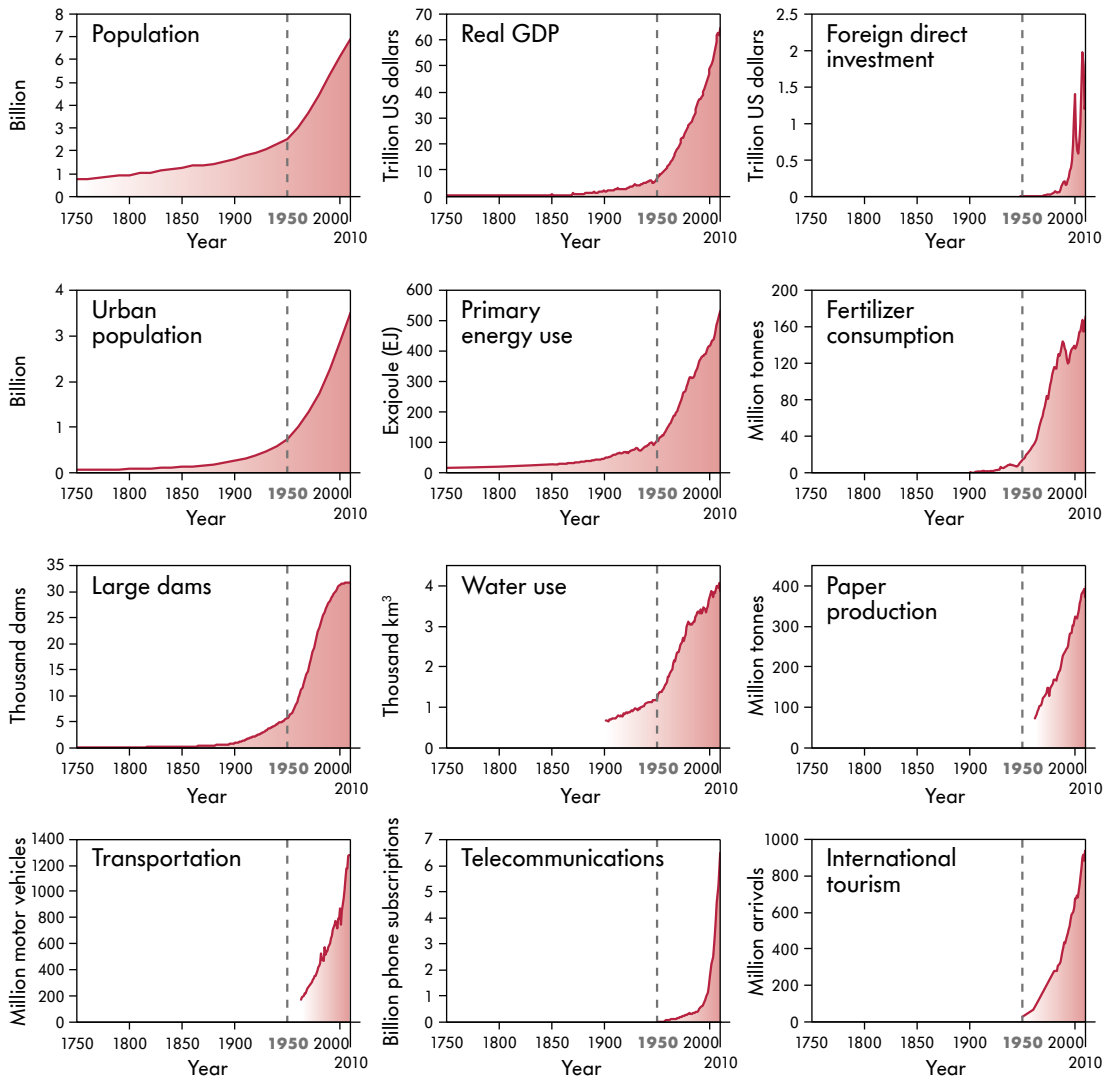 Population
Billion
8
7
6
5
4
3
2
1
0
1750 1800 1850 1900 1950 2000
2010
Year
Real GDP
Trillion US dollars
70
60
50
40
30
20
10
0
1750 1800 1850 1900 1950 2000
2010
Year
Foreign direct
investment
Trillion US dollars
2.5
2
1.5
1
0.5
0
1750 1800 1850 1900 1950 2000
2010
Year
Urban
population
Billion
4
3
2
1
0
1750 1800 1850 1900 1950 2000
2010
Year
Primary
energy use
Exajoule (EJ)
600
500
400
300
200
100
0
1750 1800 1850 1900 1950 2000
2010
Year
Fertilizer
consumption
Million tonnes
200
160
120
80
40
0
1750 1800 1850 1900 1950 2000
2010
Year
Large dams
Thousand dams
35
30
25
20
15
10
5
0
1750 1800 1850 1900 1950 2000
2010
Year
Water use
Thousand km³
4
3
2
1
0
1750 1800 1850 1900 1950 2000
2010
Year
Paper
production
Million tonnes
400
300
200
100
0
1750 1800 1850 1900 1950 2000
2010
Year
Transportation
Million motor vehicles
1400
1200
1000
800
600
400
200
0
1750 1800 1850 1900 1950 2000
2010
Year
Telecommunications
Billion phone subscriptions
7
6
5
4
3
2
1
0
1750 1800 1850 1900 1950 2000
2010
Year
International
tourism
Million arrivals
1000
800
600
400
200
0
1750 1800 1850 1900 1950 2000
2010
Year